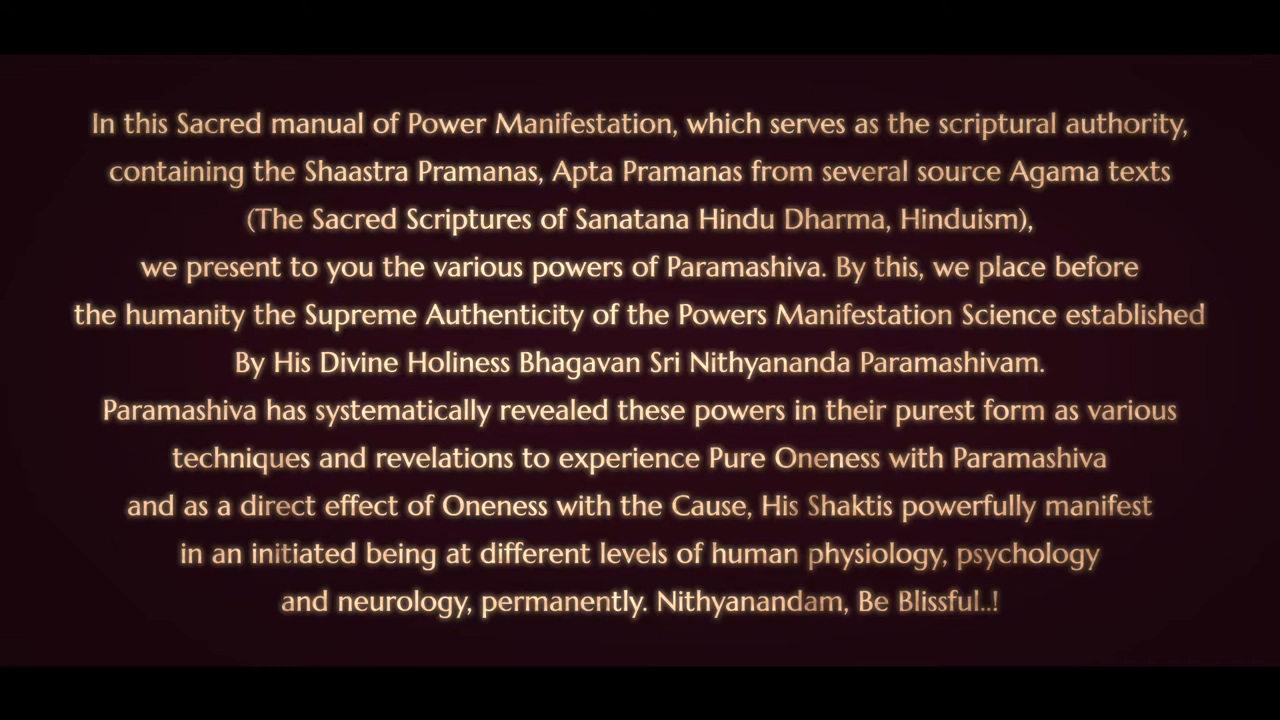 In this Sacred manual of Power Manifestation, which serves as the scriptural authority,
containing the Shaastra Pramanas, Apta Pramanas from several source Agama texts
(The Sacred Scriptures of Sanatana Hindu Dharma, Hinduism),
we present to you the various powers of Paramashiva. By this, we place before
the humanity the Supreme Authenticity of the Powers Manifestation Science established
By His Divine Holiness Bhagavan Sri Nithyananda Paramashivam.
Paramashiva has systematically revealed these powers in their purest form as various
techniques and revelations to experience Pure Oneness with Paramashiva
and as a direct effect of Oneness with the Cause, His Shaktis powerfully manifest
in an initiated being at different levels of human physiology, psychology
and neurology, permanently. Nithyanandam, Be Blissful..!